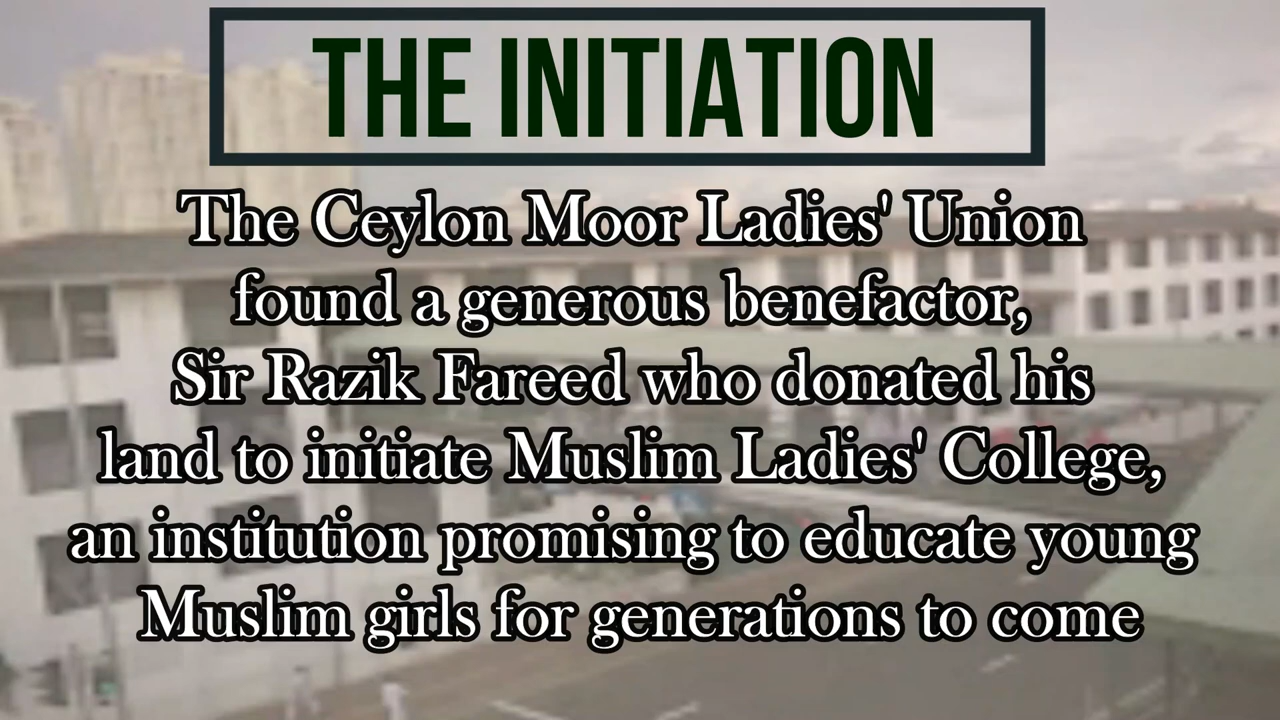 THE INITIATION
The Ceylon Moor Ladies' Union
found a generous benefactor,
Sir Razik Fareed who donated his
land to initiate Muslim Ladies' College,
an institution promising to educate young
Muslim girls for generations to come